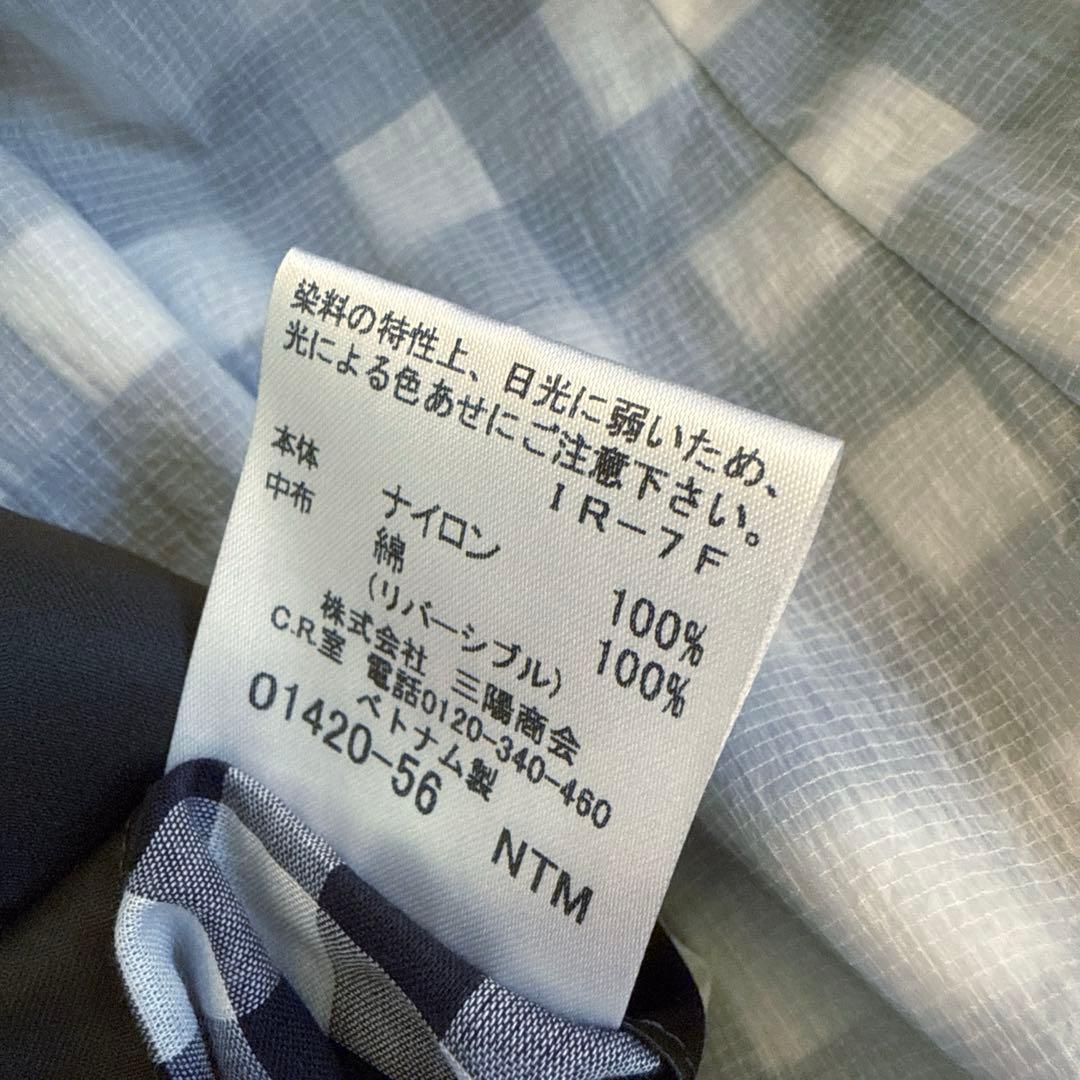 染料の特性上、日光に弱いため、
光による色あせにご注意下さい。
IR-7F
本体 ナイロン 100%
中布 綿 100%
(リバーシブル)
株式会社 三陽商会
C.R.室 電話0120-340-460
ベトナム製
01420-56 NTM